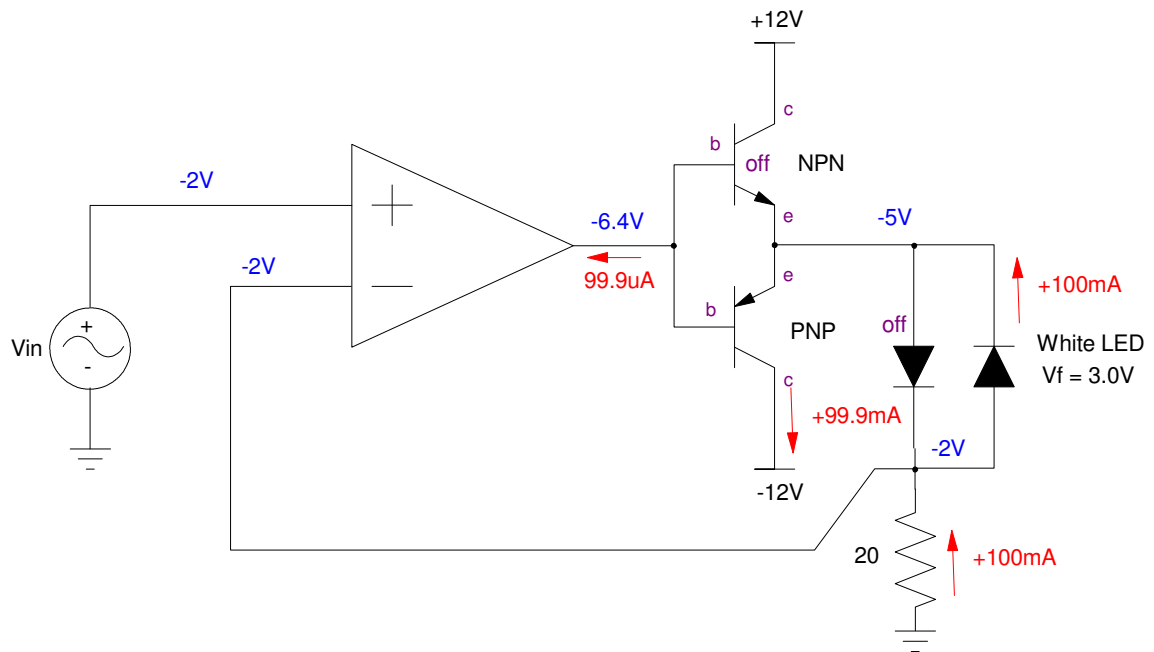 +12V
c
b
NPN
off
-2V
-6.4V
e
-5V
+
-2V
99.9uA
e
+100mA
−
b
PNP
off
+
Vin
White LED
-
Vf = 3.0V
c
+99.9mA
-2V
-12V
20
+100mA